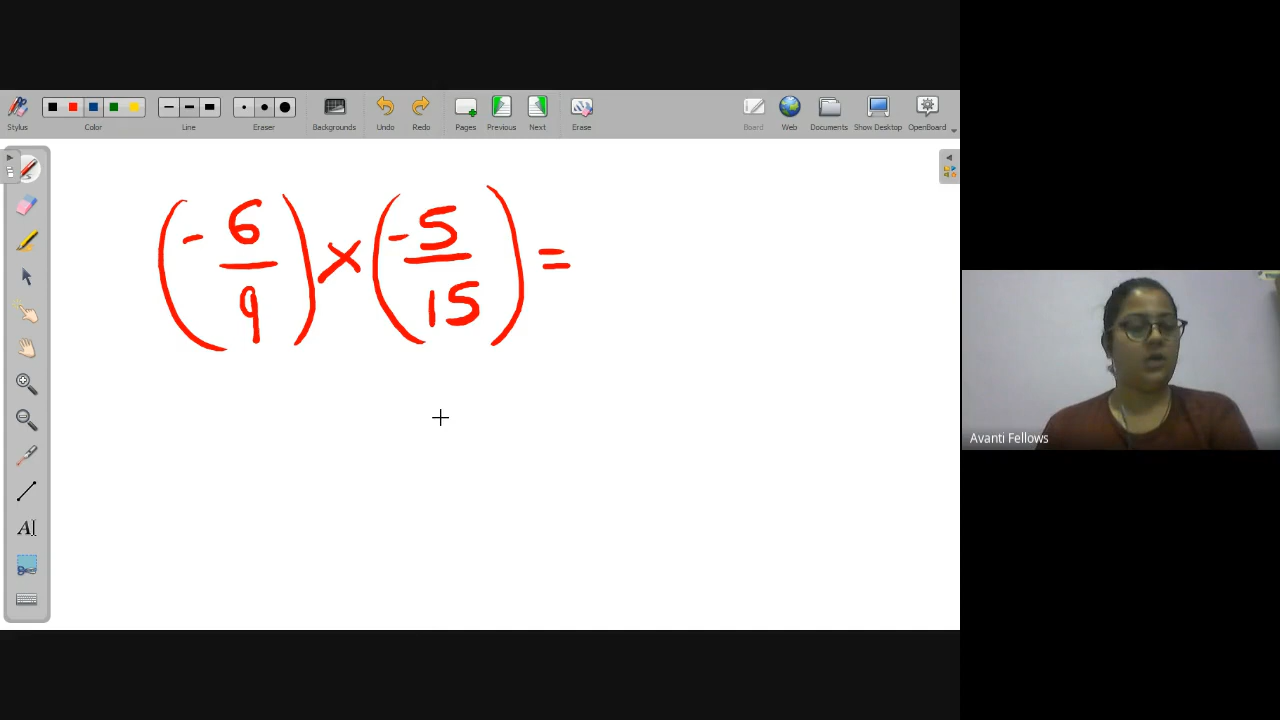 Stylus Color Line Eraser Backgrounds Undo Redo Pages Previous Next Erase Board Web Documents Show Desktop OpenBoard
(-6/9) × (-5/15) =
AI
Avanti Fellows